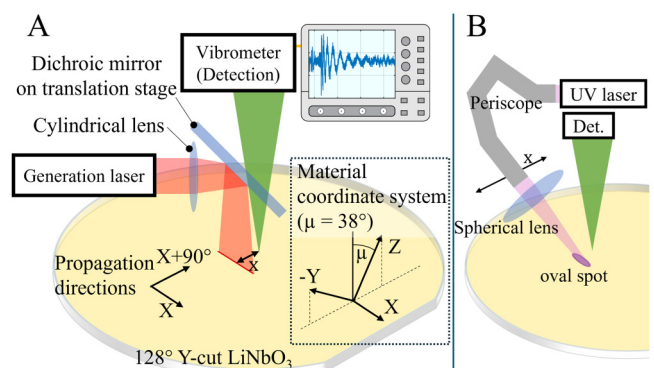 A
Vibrometer
(Detection)
Dichroic mirror
on translation stage
Cylindrical lens
Generation laser
x
X+90°
Propagation
directions
X
128° Y-cut LiNbO₃
Material
coordinate system
(μ = 38°)
Z
μ
-Y
X
B
Periscope
UV laser
Det.
x
Spherical lens
oval spot